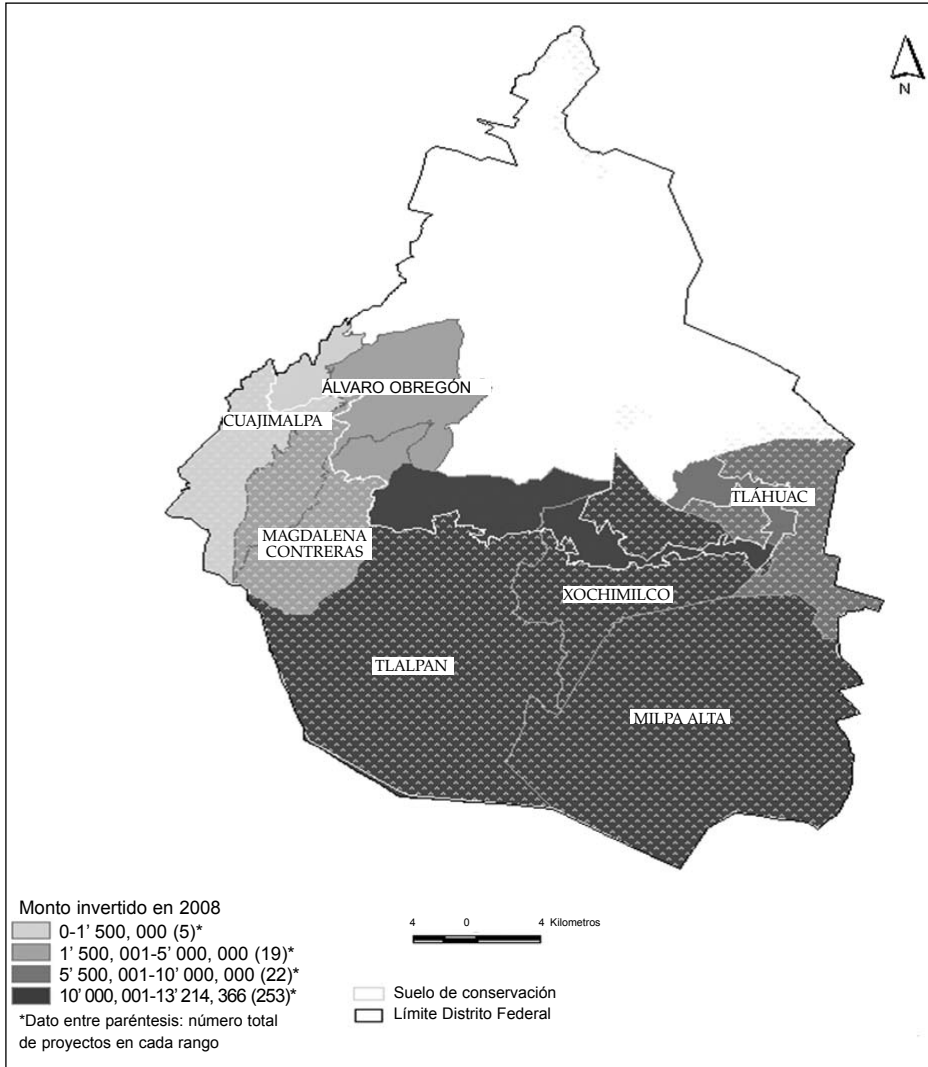 N
ÁLVARO OBREGÓN
CUAJIMALPA
TLÁHUAC
MAGDALENA
CONTRERAS
XOCHIMILCO
TLALPAN
MILPA ALTA
Monto invertido en 2008
0-1' 500, 000 (5)*
1' 500, 001-5' 000, 000 (19)*
5' 500, 001-10' 000, 000 (22)*
10' 000, 001-13' 214, 366 (253)*
*Dato entre paréntesis: número total
de proyectos en cada rango
4 0 4 Kilometros
Suelo de conservación
Límite Distrito Federal